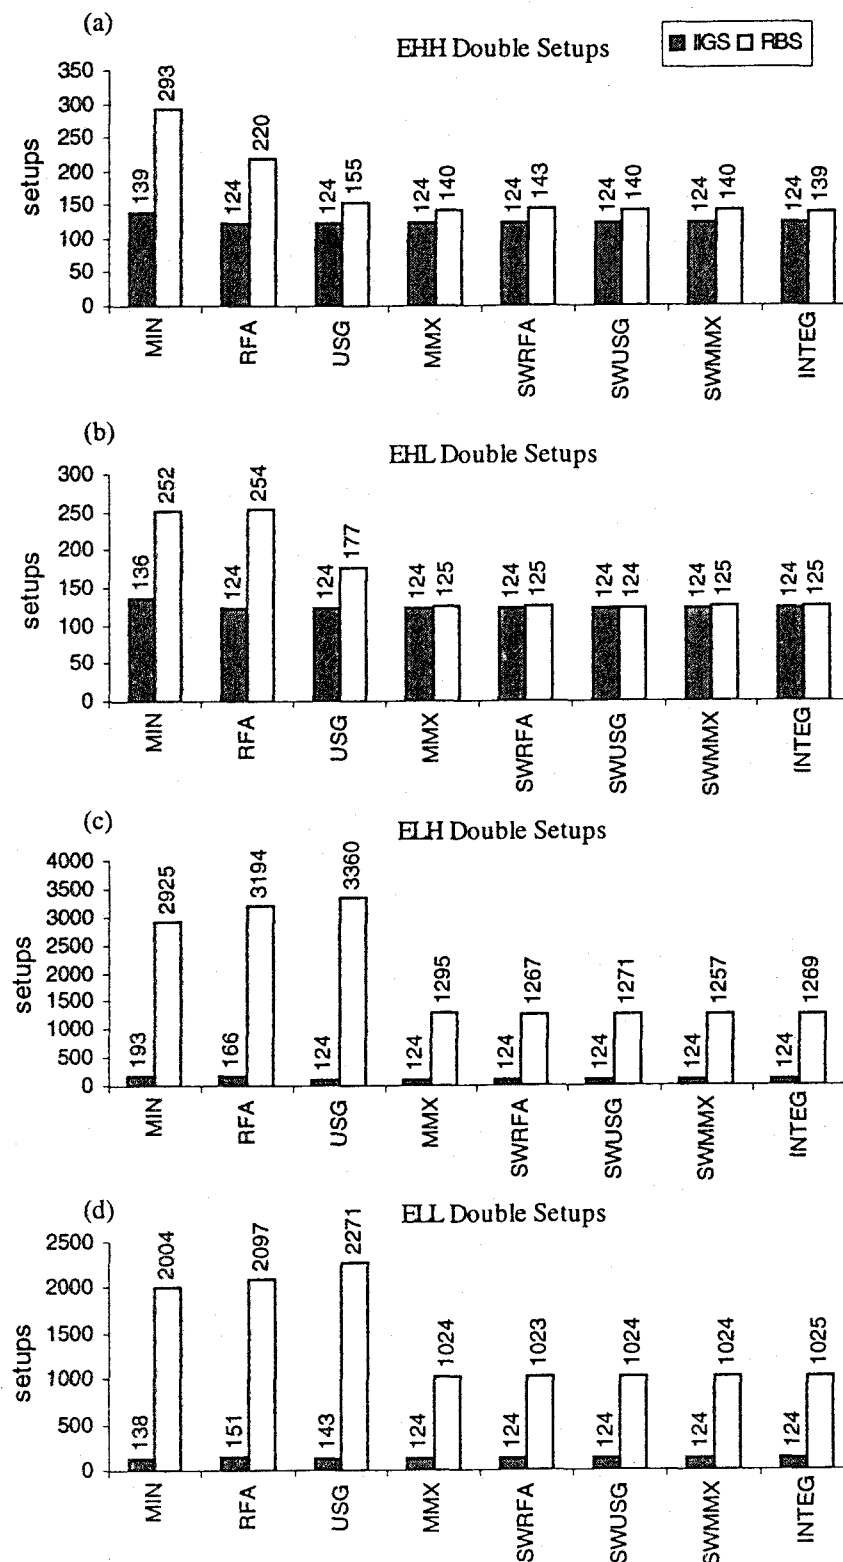 (a)
EHH Double Setups
IIGS RBS
setups
350
300
250
200
150
100
50
0
139 293 124 220 124 155 124 140 124 143 124 140 124 140 124 139
MIN RFA USG MMX SWRFA SWUSG SWMMX INTEG
(b)
EHL Double Setups
setups
300
250
200
150
100
50
0
136 252 124 254 124 177 124 125 124 125 124 124 124 125 124 125
MIN RFA USG MMX SWRFA SWUSG SWMMX INTEG
(c)
ELH Double Setups
setups
4000
3500
3000
2500
2000
1500
1000
500
0
193 2925 166 3194 124 3360 124 1295 124 1267 124 1271 124 1257 124 1269
MIN RFA USG MMX SWRFA SWUSG SWMMX INTEG
(d)
ELL Double Setups
setups
2500
2000
1500
1000
500
0
138 2004 151 2097 143 2271 124 1024 124 1023 124 1024 124 1024 124 1025
MIN RFA USG MMX SWRFA SWUSG SWMMX INTEG